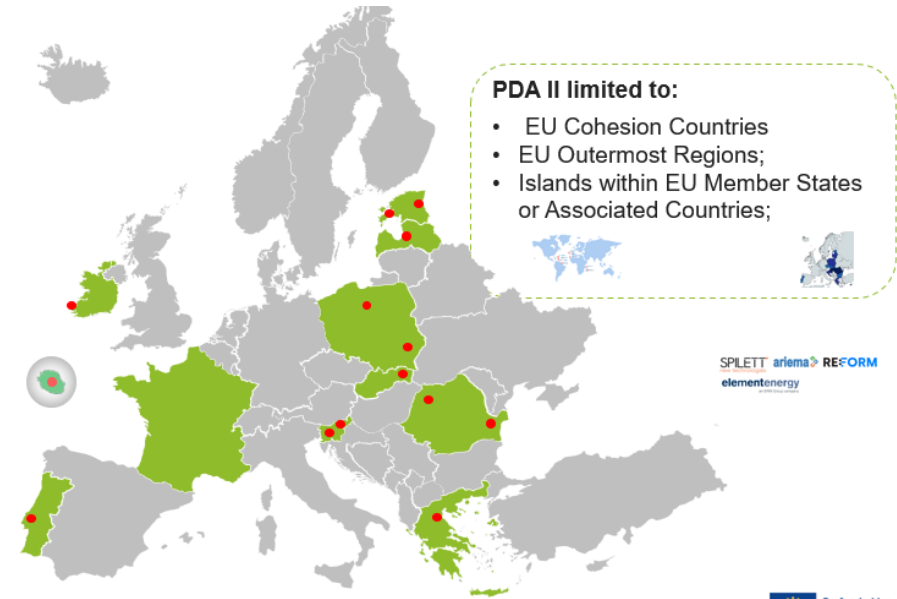 PDA II limited to:
• EU Cohesion Countries
• EU Outermost Regions;
• Islands within EU Member States
or Associated Countries;
SPILETT ariema REFORM
elementenergy